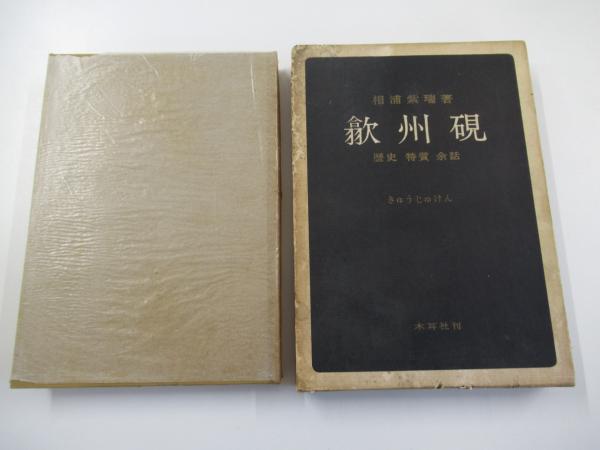 相浦紫瑞著
歙州硯
歴史 特質 余話
きゅうじゅけん
木耳社刊